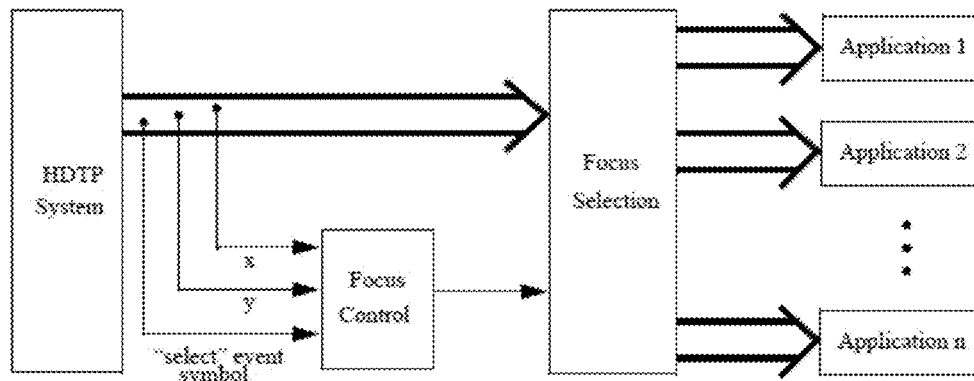 HDTP
System
x
y
"select" event
symbol
Focus
Control
Focus
Selection
Application 1
Application 2
Application n